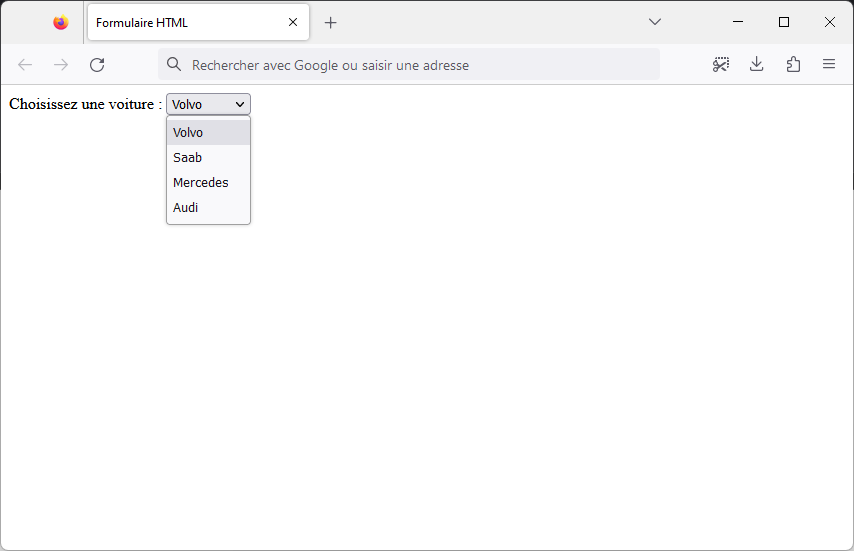 Formulaire HTML
Rechercher avec Google ou saisir une adresse
Choisissez une voiture : Volvo
Volvo
Saab
Mercedes
Audi